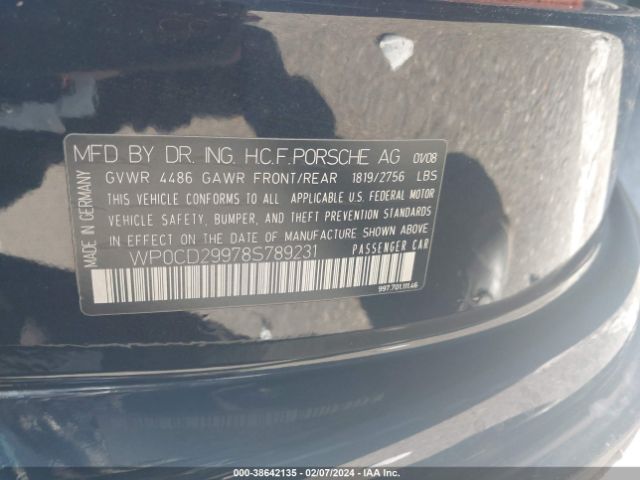 MFD BY DR. ING. H.C.F. PORSCHE AG 01/08
GVWR 4486 GAWR FRONT/REAR 1819/2756 LBS
THIS VEHICLE CONFORMS TO ALL APPLICABLE U.S. FEDERAL MOTOR
VEHICLE SAFETY, BUMPER, AND THEFT PREVENTION STANDARDS
IN EFFECT ON THE DATE OF MANUFACTURE SHOWN ABOVE
WP0CD29978S789231 PASSENGER CAR
997.701.111.46
MADE IN GERMANY
© - 38642135 - 02/07/2024 - IAA Inc.